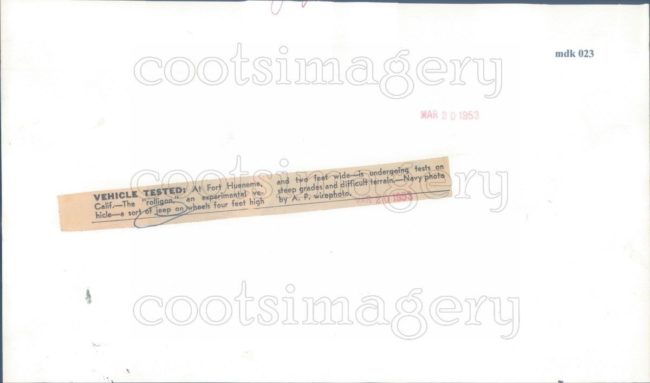 cootsimagery
mdk 023
MAR 20 1953
VEHICLE TESTED: At Fort Hueneme,
Calif.—The "rolligon," an experimental ve-
hicle—a sort of jeep on wheels four feet high
and two feet wide—is undergoing tests on
steep grades and difficult terrain.—Navy photo
by A. P. wirephoto.
20 1953
cootsimagery
cootsimagery